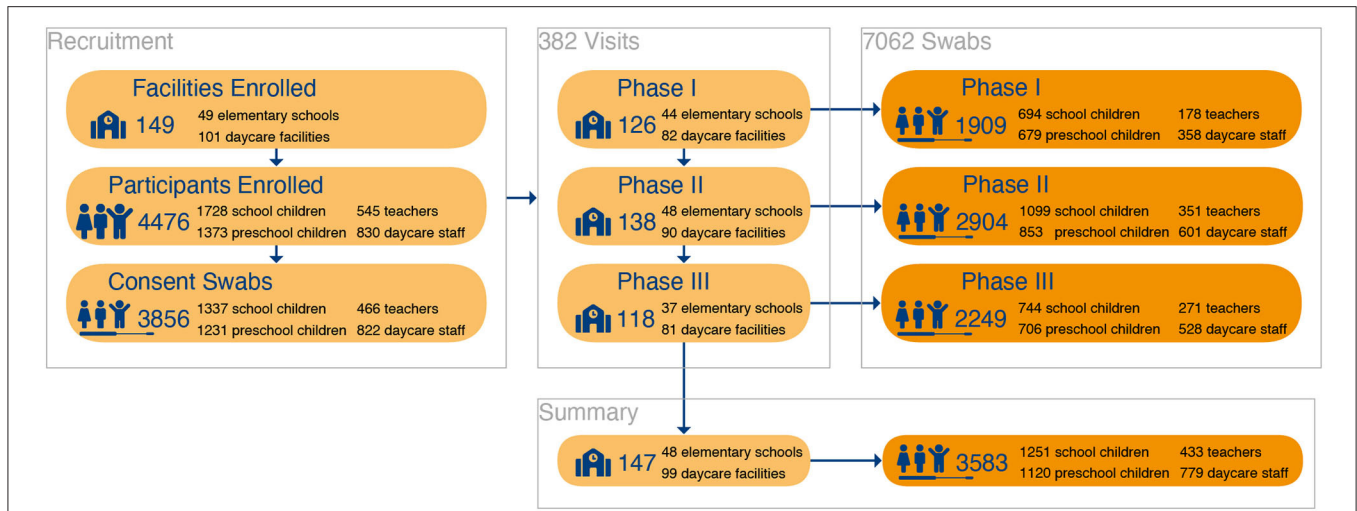 Recruitment
Facilities Enrolled
149
49 elementary schools
101 daycare facilities
Participants Enrolled
4476
1728 school children 545 teachers
1373 preschool children 830 daycare staff
Consent Swabs
3856
1337 school children 466 teachers
1231 preschool children 822 daycare staff
382 Visits
Phase I
126
44 elementary schools
82 daycare facilities
Phase II
138
48 elementary schools
90 daycare facilities
Phase III
118
37 elementary schools
81 daycare facilities
7062 Swabs
Phase I
1909
694 school children 178 teachers
679 preschool children 358 daycare staff
Phase II
2904
1099 school children 351 teachers
853 preschool children 601 daycare staff
Phase III
2249
744 school children 271 teachers
706 preschool children 528 daycare staff
Summary
147
48 elementary schools
99 daycare facilities
3583
1251 school children 433 teachers
1120 preschool children 779 daycare staff